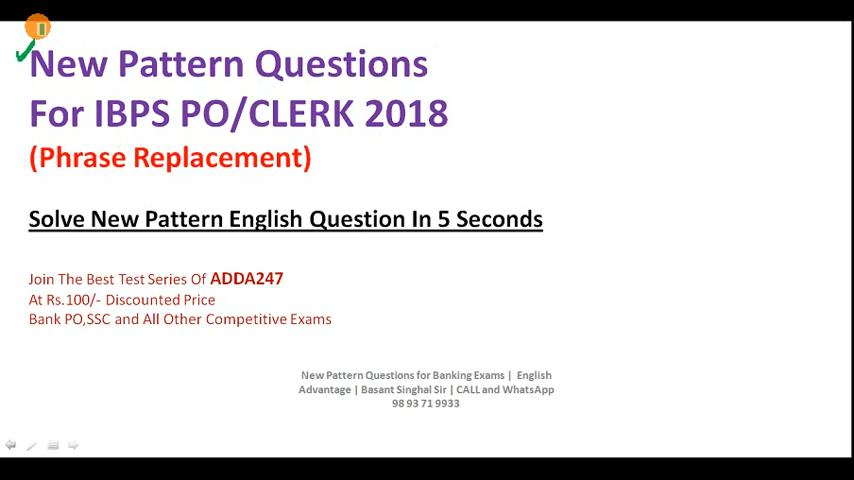 New Pattern Questions
For IBPS PO/CLERK 2018
(Phrase Replacement)
Solve New Pattern English Question In 5 Seconds
Join The Best Test Series Of ADDA247
At Rs.100/- Discounted Price
Bank PO,SSC and All Other Competitive Exams
New Pattern Questions for Banking Exams | English
Advantage | Basant Singhal Sir | CALL and WhatsApp
98 93 71 9933